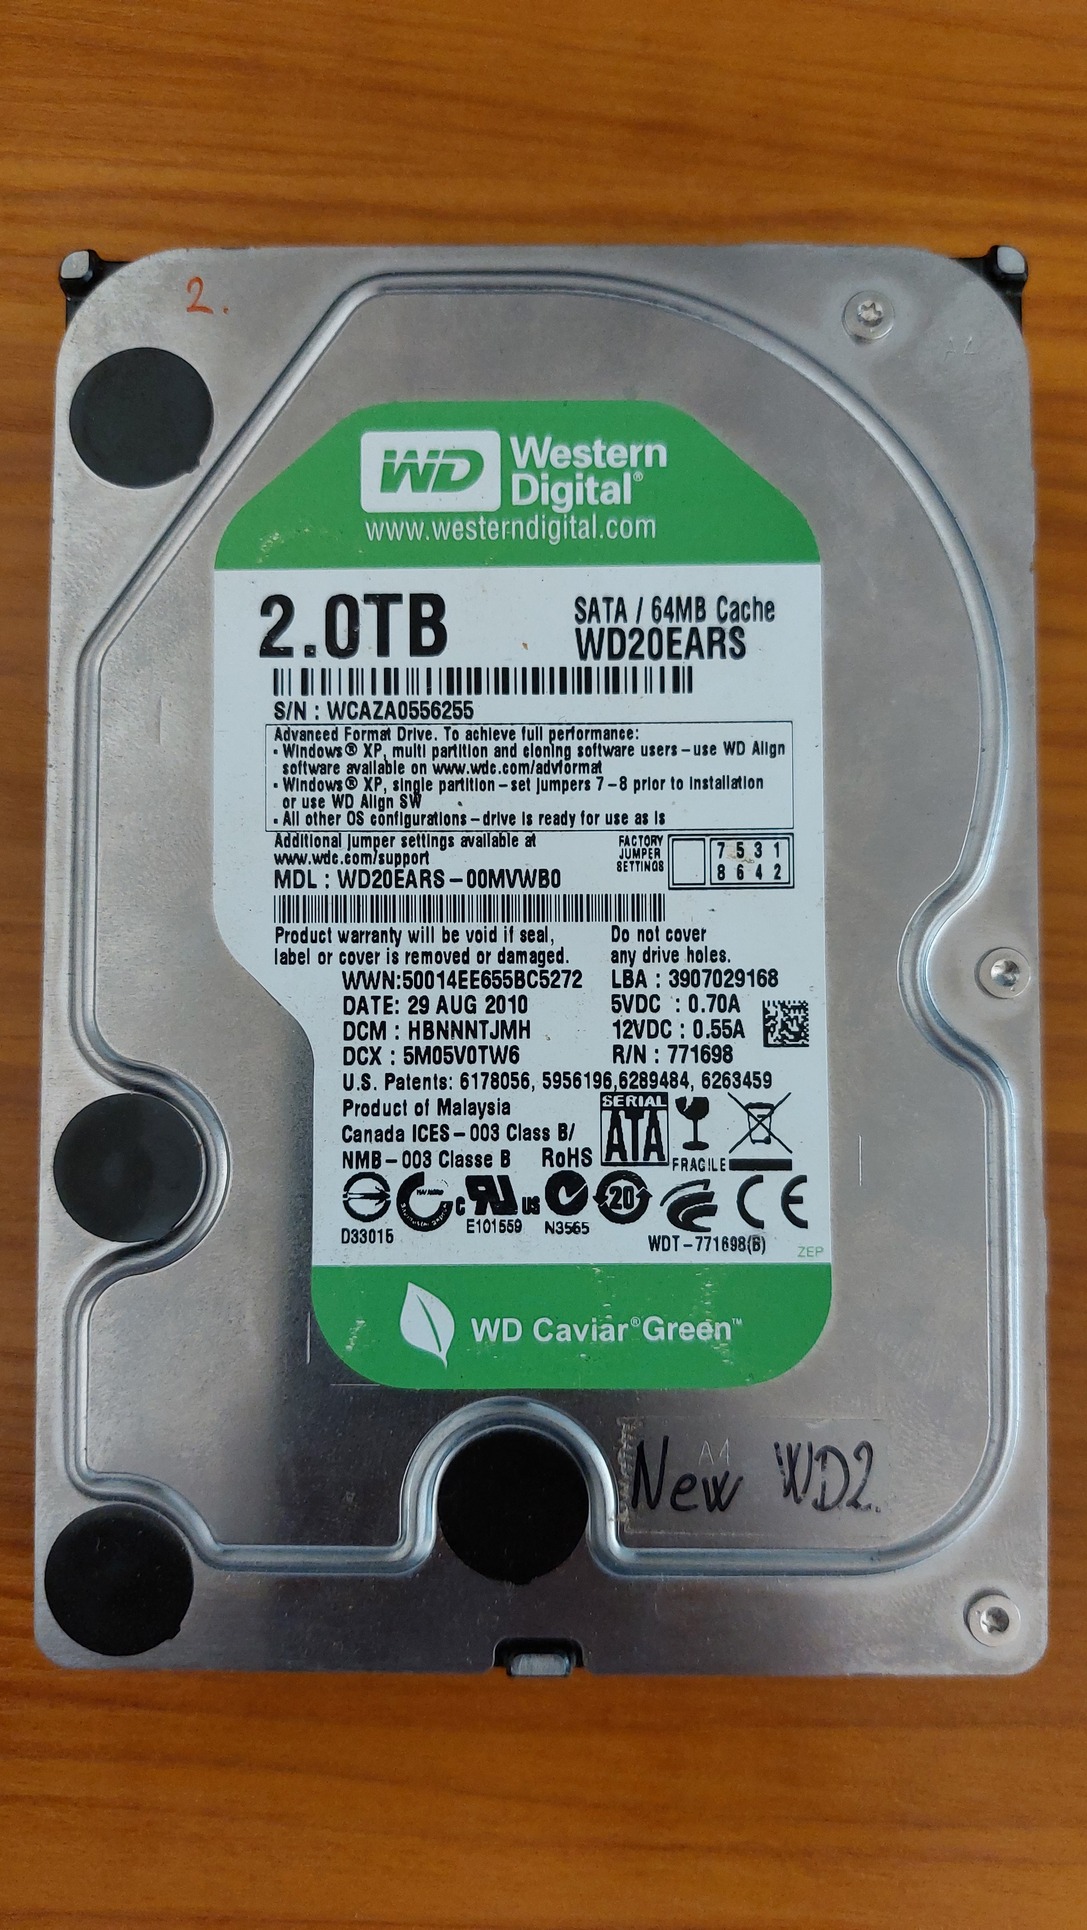 2.
WD Western
Digital®
www.westerndigital.com
2.0TB
SATA / 64MB Cache
WD20EARS
S/N : WCAZA0556255
Advanced Format Drive. To achieve full performance:
• Windows® XP, multi partition and cloning software users – use WD Align
software available on www.wdc.com/advformat
• Windows® XP, single partition – set jumpers 7 – 8 prior to installation
or use WD Align SW
• All other OS configurations – drive is ready for use as is
Additional jumper settings available at
www.wdc.com/support
FACTORY
JUMPER
SETTINGS
7 5 3 1
8 6 4 2
MDL : WD20EARS – 00MVWB0
Product warranty will be void if seal,
label or cover is removed or damaged.
Do not cover
any drive holes.
WWN:50014EE655BC5272
LBA : 3907029168
DATE: 29 AUG 2010
5VDC : 0.70A
DCM : HBNNNTJMH
12VDC : 0.55A
DCX : 5M05V0TW6
R/N : 771698
U.S. Patents: 6178056, 5956196,6289484, 6263459
Product of Malaysia
Canada ICES – 003 Class B/
NMB – 003 Classe B
RoHS
SERIAL
ATA
FRAGILE
D33015
c RU us
E101559
N3565
20
CE
WDT – 771698(B)
ZEP
WD Caviar® Green™
A4
New WD2.